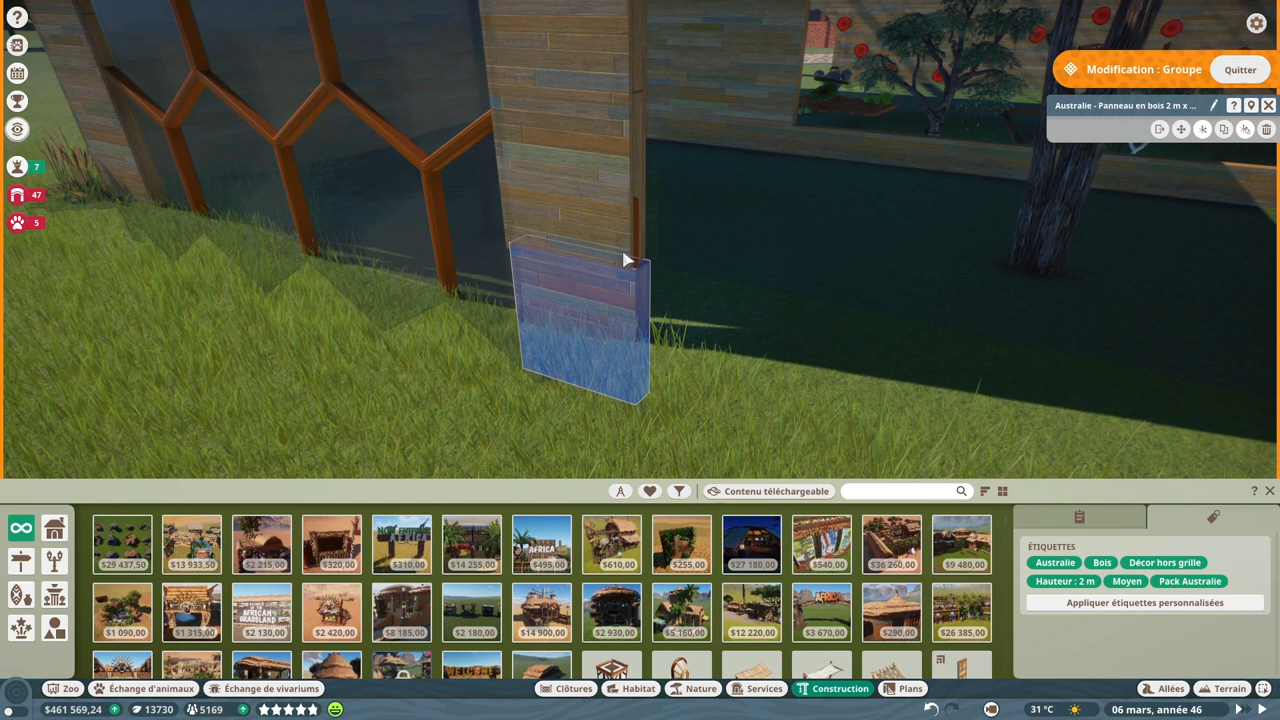 Modification : Groupe
Quitter
Australie - Panneau en bois 2 m x ...
7
47
5
Contenu téléchargeable
ÉTIQUETTES
Australie
Bois
Décor hors grille
Hauteur : 2 m
Moyen
Pack Australie
Appliquer étiquettes personnalisées
$29 437,50
$13 933,50
$2 215,00
$320,00
$310,00
$14 255,00
AFRICA
$495,00
$610,00
$255,00
$27 180,00
$540,00
$36 260,00
$9 480,00
$1 090,00
$1 315,00
AFRICAN
GRASSLAND
$2 130,00
$2 420,00
$8 185,00
$2 180,00
$14 900,00
$2 930,00
$5 160,00
$12 220,00
$3 670,00
$290,00
$26 385,00
WELCOME
Zoo
Échange d'animaux
Échange de vivariums
Clôtures
Habitat
Nature
Services
Construction
Plans
Allées
Terrain
$461 569,24
13730
5169
31 °C
06 mars, année 46